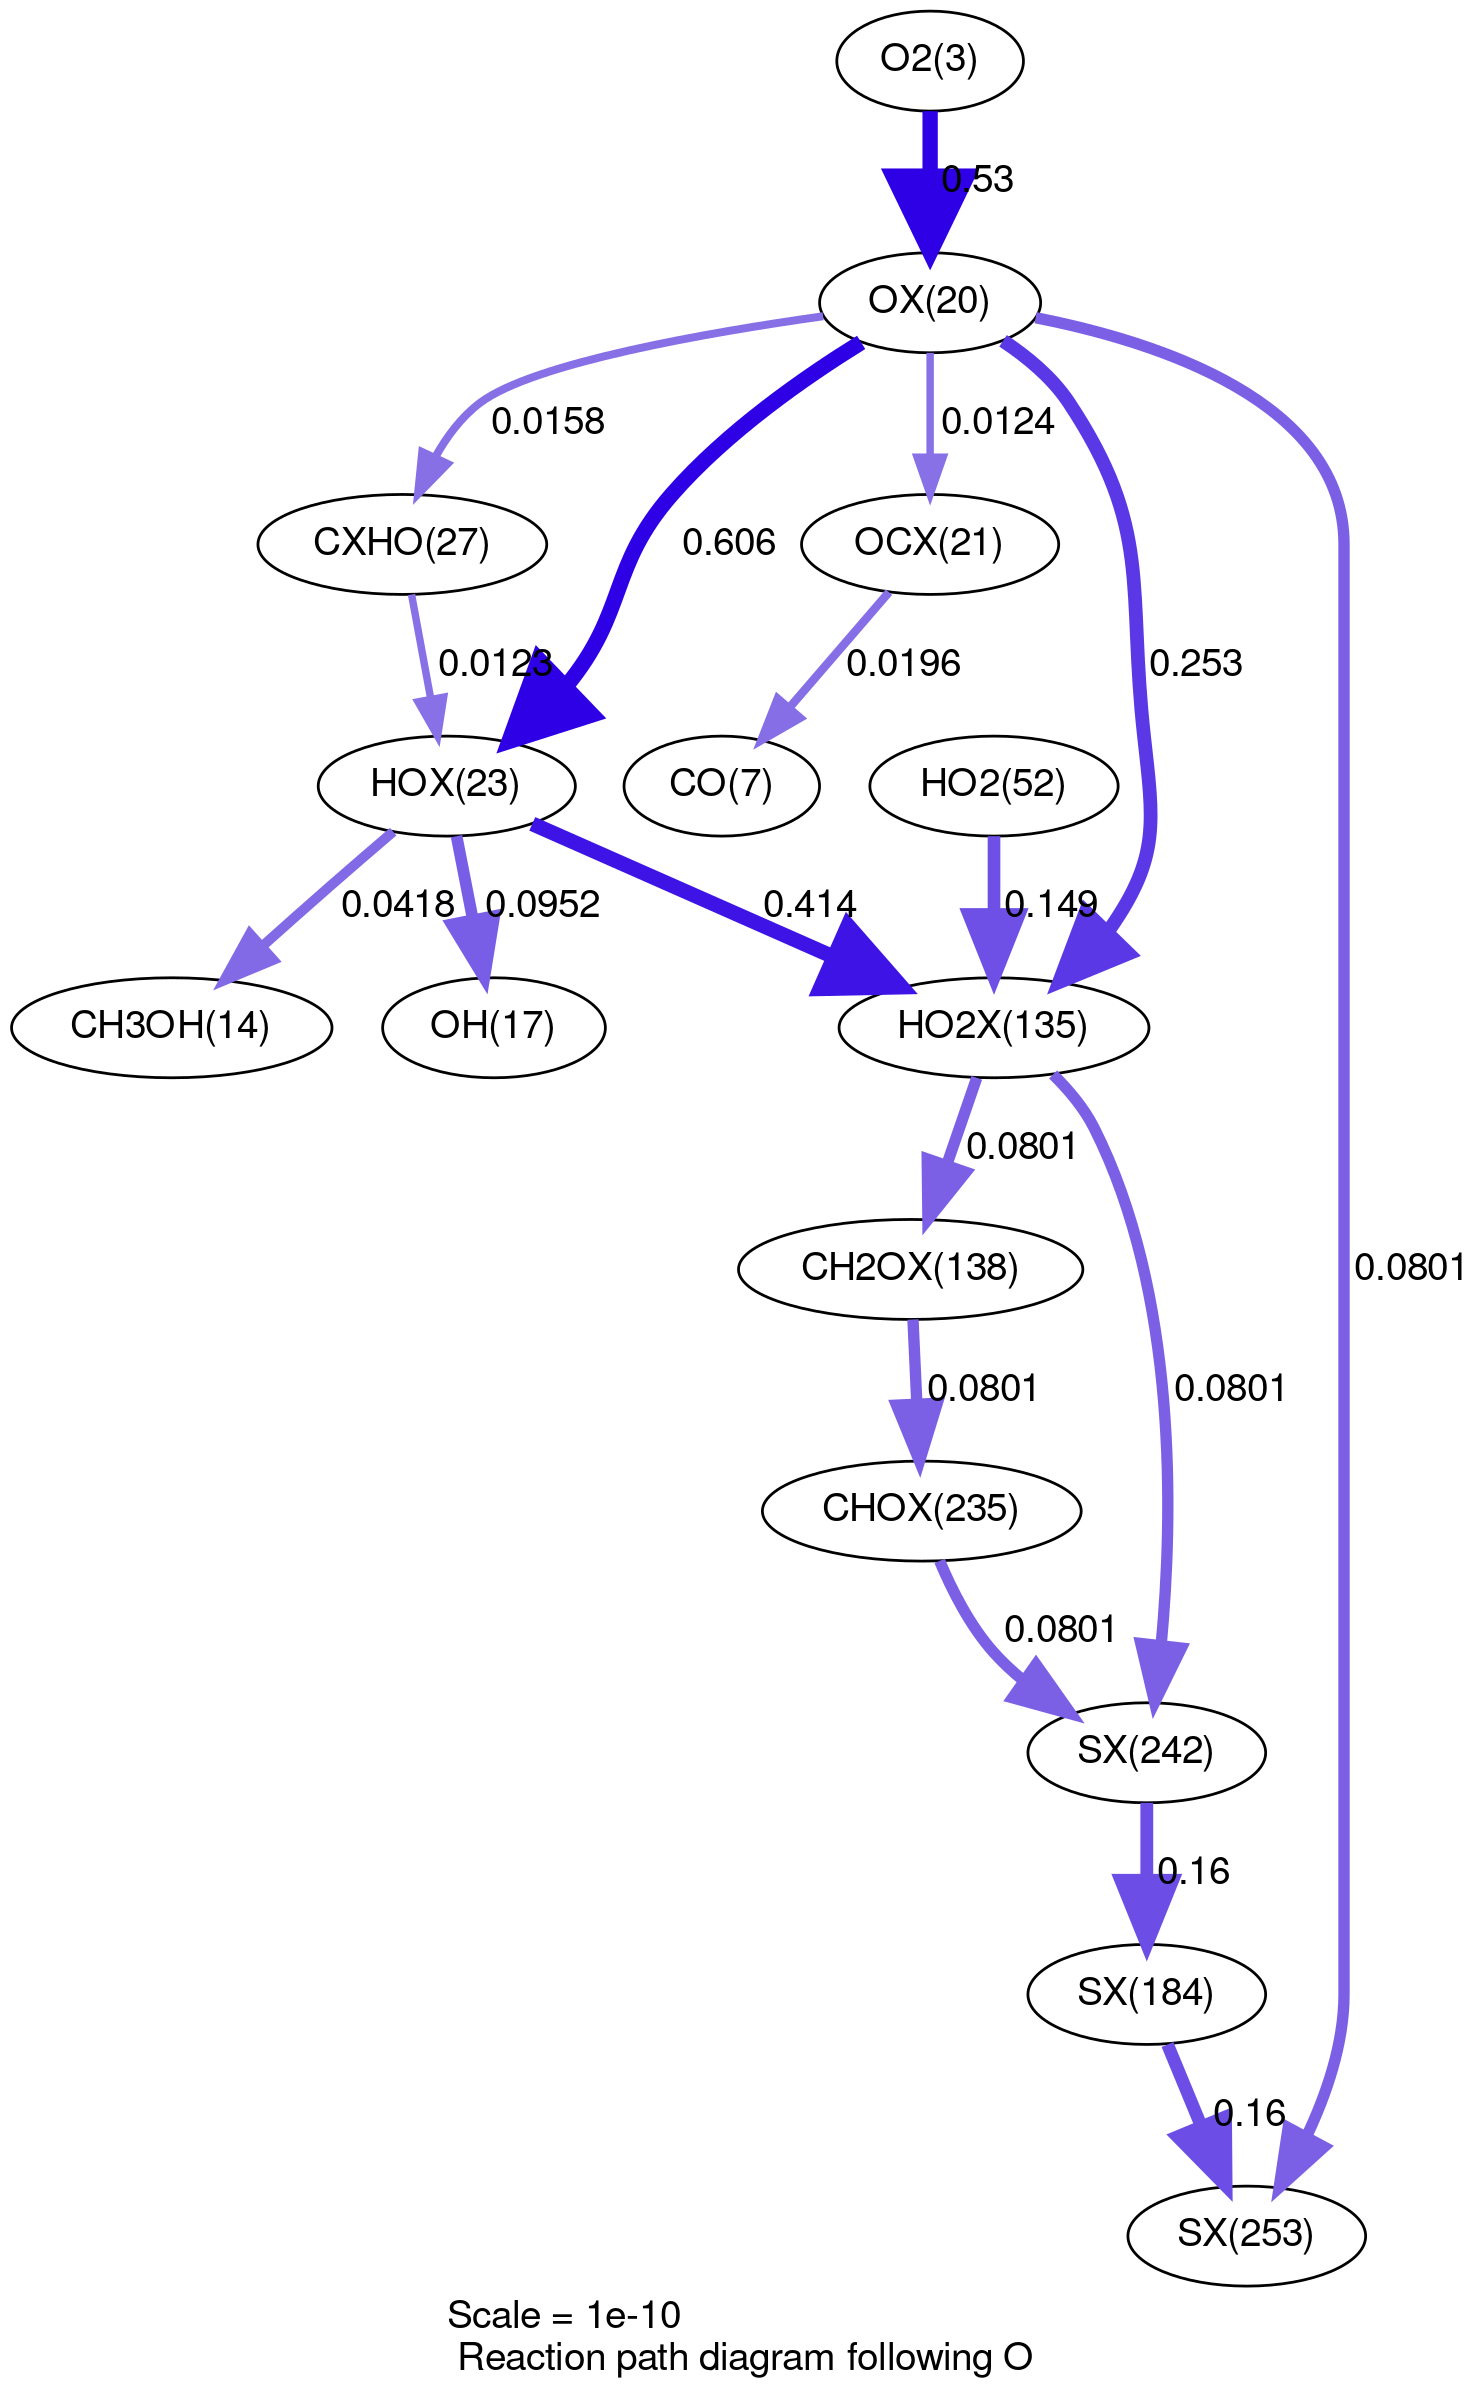 O2(3)
0.53
OX(20)
0.0158
0.0124
CXHO(27)
0.606
OCX(21)
0.0123
0.0196
0.253
HOX(23)
CO(7)
HO2(52)
0.0418
0.0952
0.414
0.149
CH3OH(14)
OH(17)
HO2X(135)
0.0801
CH2OX(138)
0.0801
0.0801
0.0801
CHOX(235)
0.0801
SX(242)
0.16
SX(184)
0.16
SX(253)
Scale = 1e-10
Reaction path diagram following O